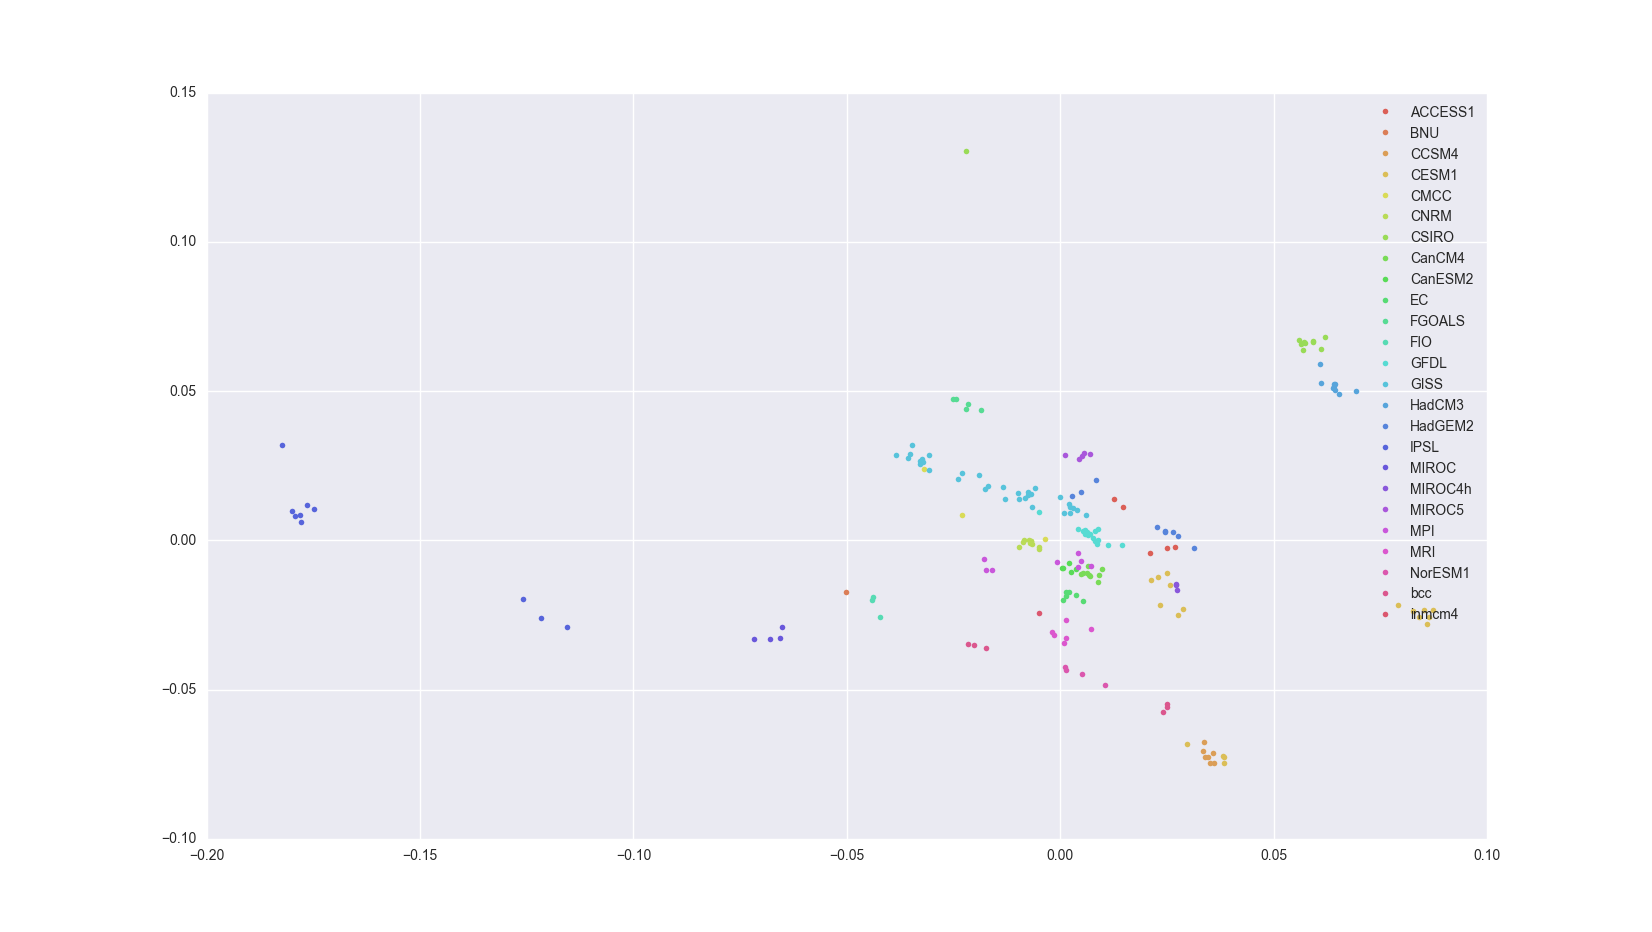 0.15
0.10
0.05
0.00
−0.05
−0.10
−0.20
−0.15
−0.10
−0.05
0.00
0.05
0.10
ACCESS1
BNU
CCSM4
CESM1
CMCC
CNRM
CSIRO
CanCM4
CanESM2
EC
FGOALS
FIO
GFDL
GISS
HadCM3
HadGEM2
IPSL
MIROC
MIROC4h
MIROC5
MPI
MRI
NorESM1
bcc
inmcm4